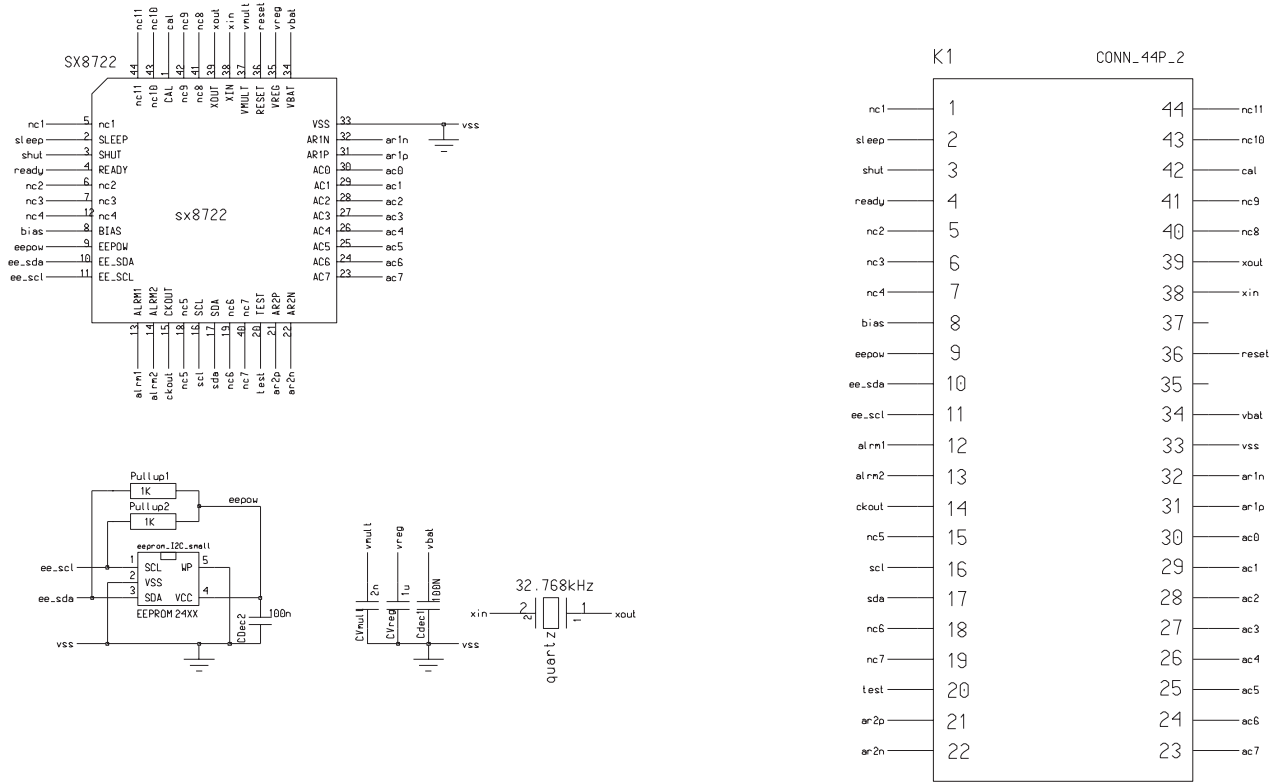 SX8722
nc11 nc10 cal nc9 nc8 xout xin vmult reset vreg vbat
44 43 1 42 41 39 38 37 36 35 34
nc11 nc10 CAL nc9 nc8 XOUT XIN VMULT RESET VREG VBAT
nc1 5 nc1
sleep 2 SLEEP
shut 3 SHUT
ready 4 READY
nc2 6 nc2
nc3 7 nc3
nc4 12 nc4
bias 8 BIAS
eepow 9 EEPOW
ee_sda 10 EE_SDA
ee_scl 11 EE_SCL
sx8722
VSS 33 vss
AR1N 32 ar1n
AR1P 31 ar1p
AC0 30 ac0
AC1 29 ac1
AC2 28 ac2
AC3 27 ac3
AC4 26 ac4
AC5 25 ac5
AC6 24 ac6
AC7 23 ac7
ALRM1 ALRM2 CKOUT nc5 SCL SDA nc6 nc7 TEST AR2P AR2N
13 14 15 18 16 17 19 40 20 21 22
alrm1 alrm2 ckout nc5 scl sda nc6 nc7 test ar2p ar2n
Pullup1
1K
Pullup2
1K
eepow
eeprom_I2C_small
ee_scl 1 SCL WP 5
2 VSS
ee_sda 3 SDA VCC 4
EEPROM 24XX
CDec2 100n
vss
vmult vreg vbat
2n 1u 100N
CVmult CVreg Cdec1
vss
32.768kHz
xin 2 2 1 1 xout
quartz
K1 CONN_44P_2
nc1 1 44 nc11
sleep 2 43 nc10
shut 3 42 cal
ready 4 41 nc9
nc2 5 40 nc8
nc3 6 39 xout
nc4 7 38 xin
bias 8 37
eepow 9 36 reset
ee_sda 10 35
ee_scl 11 34 vbat
alrm1 12 33 vss
alrm2 13 32 ar1n
ckout 14 31 ar1p
nc5 15 30 ac0
scl 16 29 ac1
sda 17 28 ac2
nc6 18 27 ac3
nc7 19 26 ac4
test 20 25 ac5
ar2p 21 24 ac6
ar2n 22 23 ac7